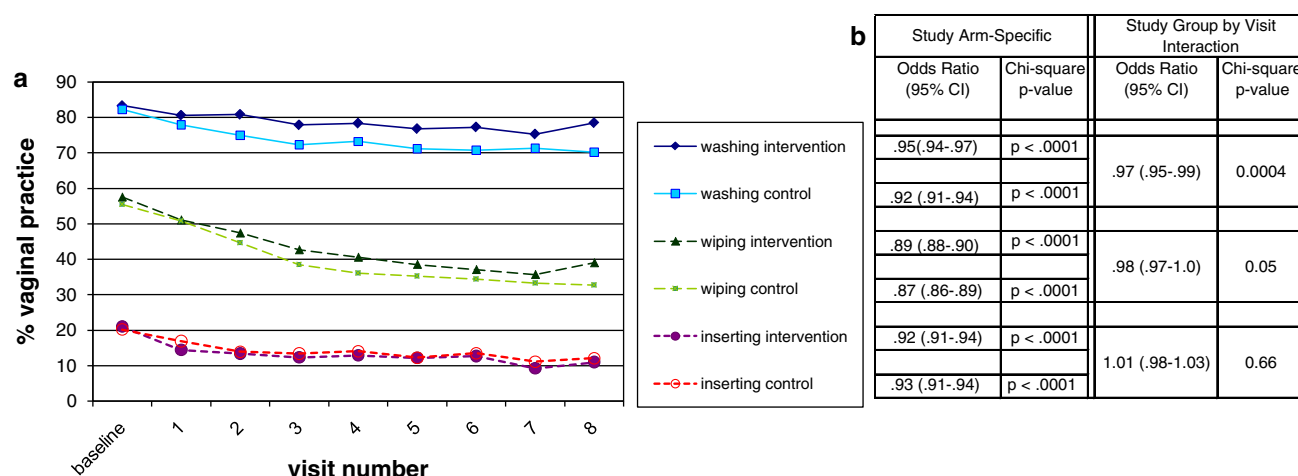 a
% vaginal practice
90
80
70
60
50
40
30
20
10
0
baseline
1
2
3
4
5
6
7
8
visit number
washing intervention
washing control
wiping intervention
wiping control
inserting intervention
inserting control
b
Study Arm-Specific
Study Group by Visit
Interaction
Odds Ratio
(95% CI)
Chi-square
p-value
Odds Ratio
(95% CI)
Chi-square
p-value
.95(.94-.97) p < .0001
.97 (.95-.99) 0.0004
.92 (.91-.94) p < .0001
.89 (.88-.90) p < .0001
.98 (.97-1.0) 0.05
.87 (.86-.89) p < .0001
.92 (.91-.94) p < .0001
1.01 (.98-1.03) 0.66
.93 (.91-.94) p < .0001